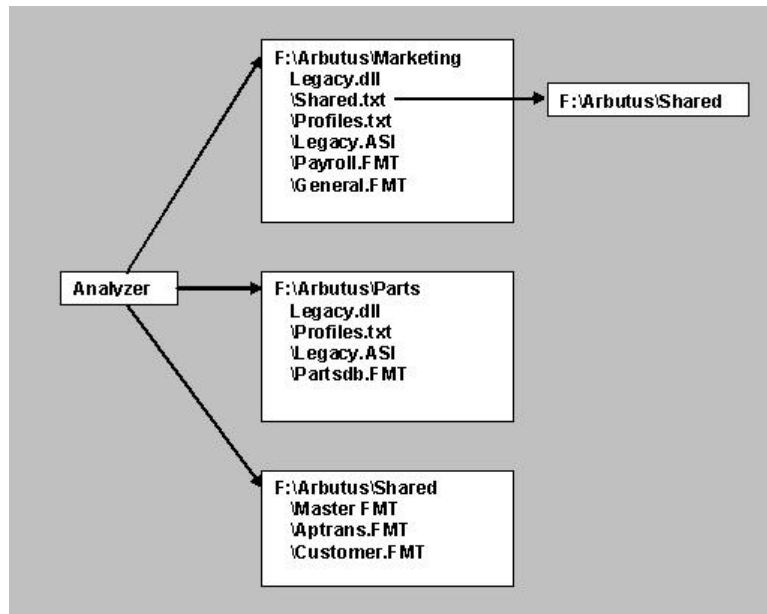 F:\Arbutus\Marketing
Legacy.dll
\Shared.txt
\Profiles.txt
\Legacy.ASI
\Payroll.FMT
\General.FMT
F:\Arbutus\Shared
Analyzer
F:\Arbutus\Parts
Legacy.dll
\Profiles.txt
\Legacy.ASI
\Partsdb.FMT
F:\Arbutus\Shared
\Master FMT
\Aptrans.FMT
\Customer.FMT